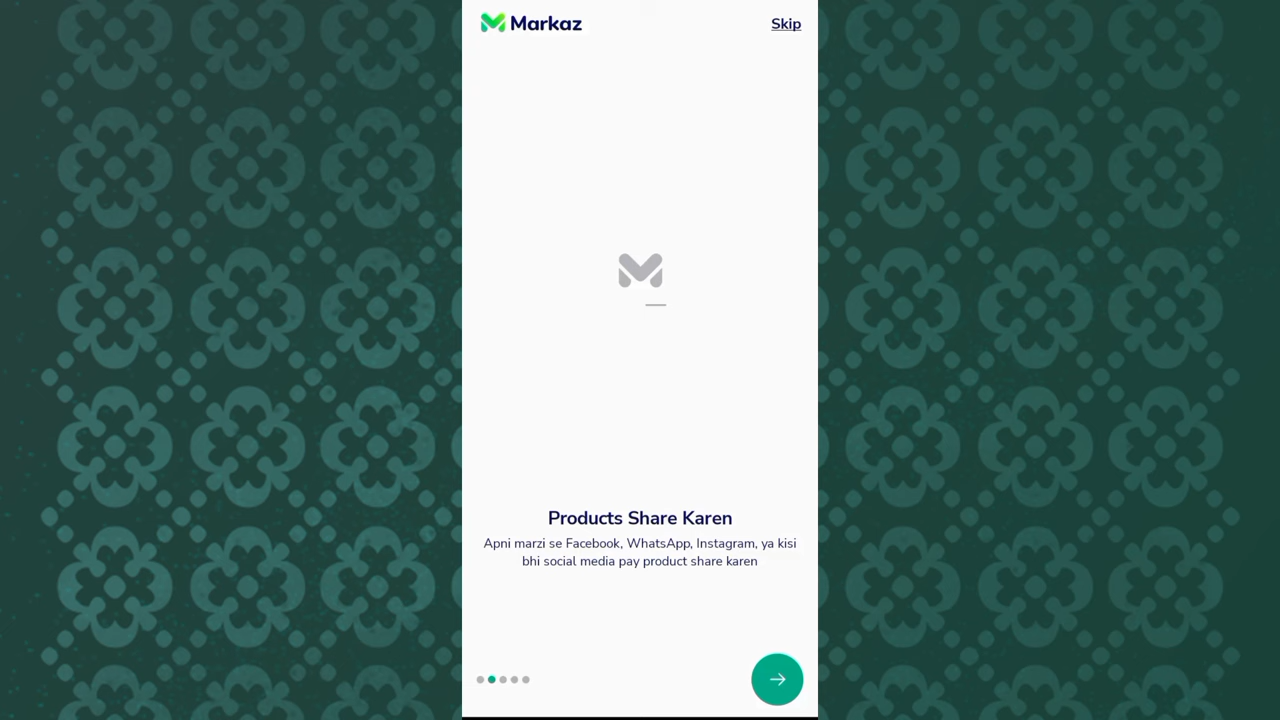 Markaz
Skip
Products Share Karen
Apni marzi se Facebook, WhatsApp, Instagram, ya kisi
bhi social media pay product share karen